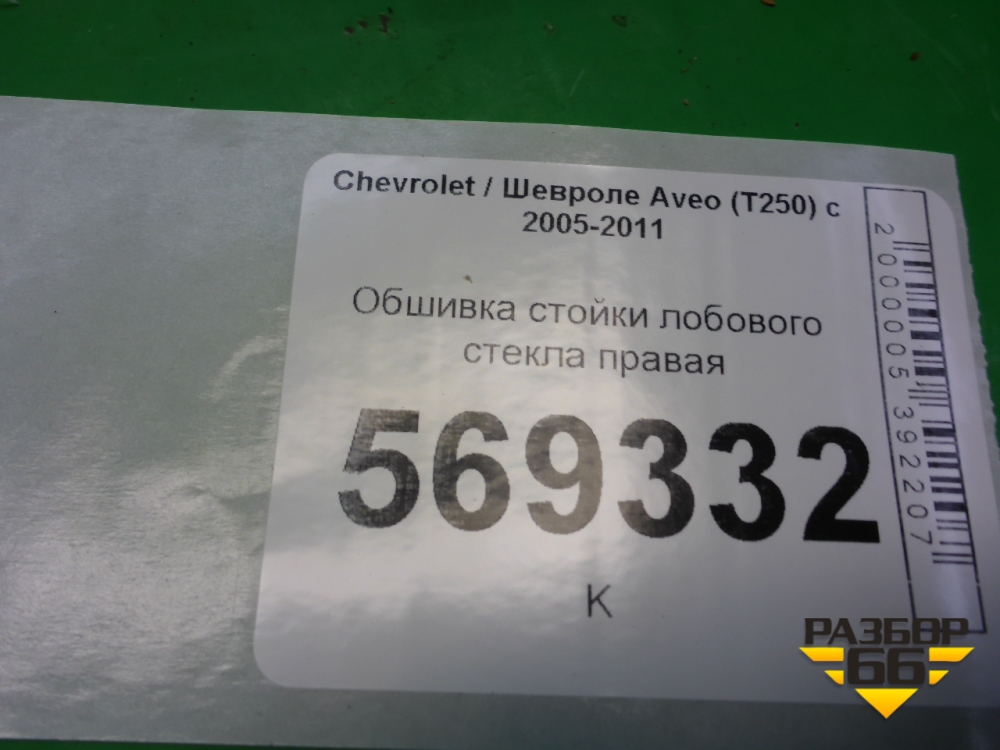 Chevrolet / Шевроле Aveo (T250) с
2005-2011
Обшивка стойки лобового
стекла правая
569332
К
2000005392207
РАЗБОР
66